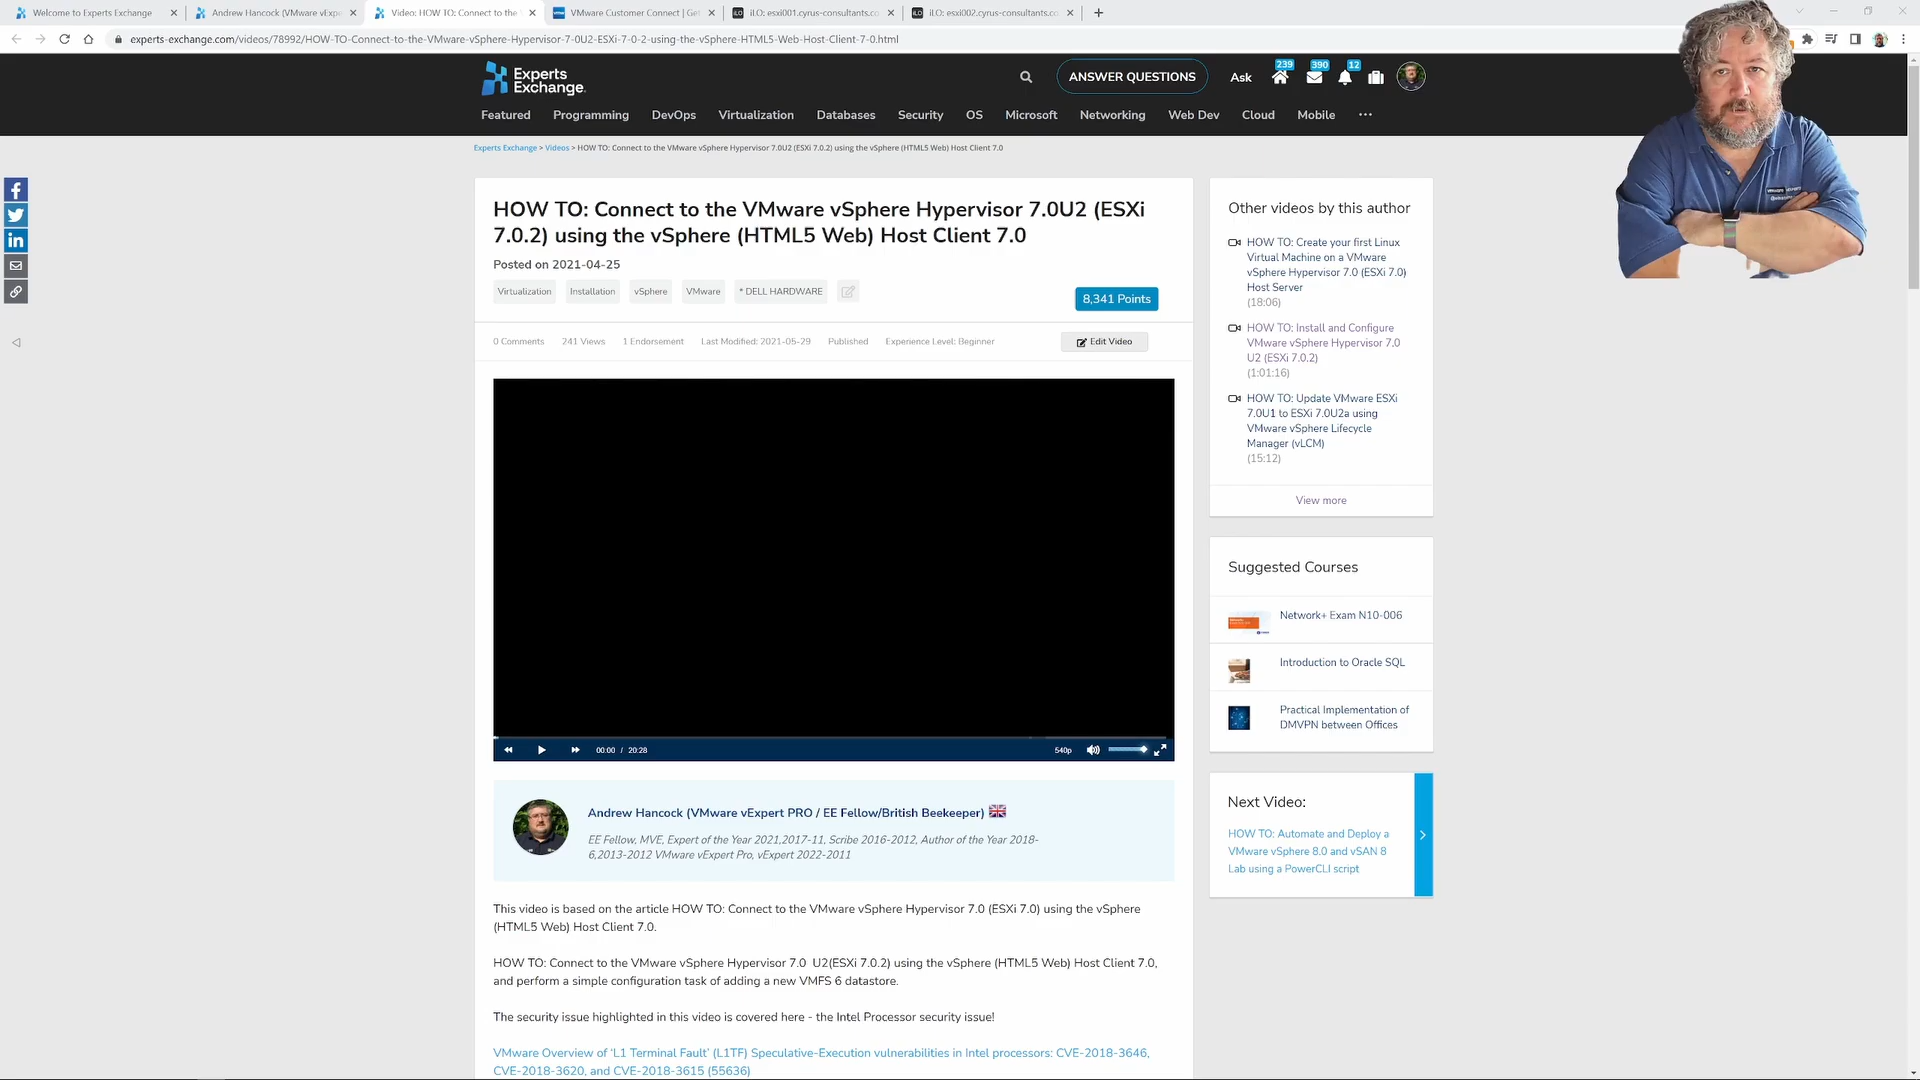 Welcome to Experts Exchange
Andrew Hancock (VMware vExpe
Video: HOW TO: Connect to the V
VMware Customer Connect | Get
iLO: esxi001.cyrus-consultants.co
iLO: esxi002.cyrus-consultants.co
experts-exchange.com/videos/78992/HOW-TO-Connect-to-the-VMware-vSphere-Hypervisor-7-0U2-ESXi-7-0-2-using-the-vSphere-HTML5-Web-Host-Client-7-0.html
Experts
Exchange
ANSWER QUESTIONS
Ask
239
390
12
Featured Programming DevOps Virtualization Databases Security OS Microsoft Networking Web Dev Cloud Mobile ...
Experts Exchange > Videos > HOW TO: Connect to the VMware vSphere Hypervisor 7.0U2 (ESXi 7.0.2) using the vSphere (HTML5 Web) Host Client 7.0
HOW TO: Connect to the VMware vSphere Hypervisor 7.0U2 (ESXi
7.0.2) using the vSphere (HTML5 Web) Host Client 7.0
Posted on 2021-04-25
Virtualization Installation vSphere VMware * DELL HARDWARE
8,341 Points
0 Comments 241 Views 1 Endorsement Last Modified: 2021-05-29 Published Experience Level: Beginner
Edit Video
00:00 / 20:28
540p
Andrew Hancock (VMware vExpert PRO / EE Fellow/British Beekeeper)
EE Fellow, MVE, Expert of the Year 2021,2017-11, Scribe 2016-2012, Author of the Year 2018-
6,2013-2012 VMware vExpert Pro, vExpert 2022-2011
This video is based on the article HOW TO: Connect to the VMware vSphere Hypervisor 7.0 (ESXi 7.0) using the vSphere
(HTML5 Web) Host Client 7.0.
HOW TO: Connect to the VMware vSphere Hypervisor 7.0 U2(ESXi 7.0.2) using the vSphere (HTML5 Web) Host Client 7.0,
and perform a simple configuration task of adding a new VMFS 6 datastore.
The security issue highlighted in this video is covered here - the Intel Processor security issue!
VMware Overview of 'L1 Terminal Fault' (L1TF) Speculative-Execution vulnerabilities in Intel processors: CVE-2018-3646,
CVE-2018-3620, and CVE-2018-3615 (55636)
Other videos by this author
HOW TO: Create your first Linux
Virtual Machine on a VMware
vSphere Hypervisor 7.0 (ESXi 7.0)
Host Server
(18:06)
HOW TO: Install and Configure
VMware vSphere Hypervisor 7.0
U2 (ESXi 7.0.2)
(1:01:16)
HOW TO: Update VMware ESXi
7.0U1 to ESXi 7.0U2a using
VMware vSphere Lifecycle
Manager (vLCM)
(15:12)
View more
Suggested Courses
Network+ Exam N10-006
Introduction to Oracle SQL
Practical Implementation of
DMVPN between Offices
Next Video:
HOW TO: Automate and Deploy a
VMware vSphere 8.0 and vSAN 8
Lab using a PowerCLI script